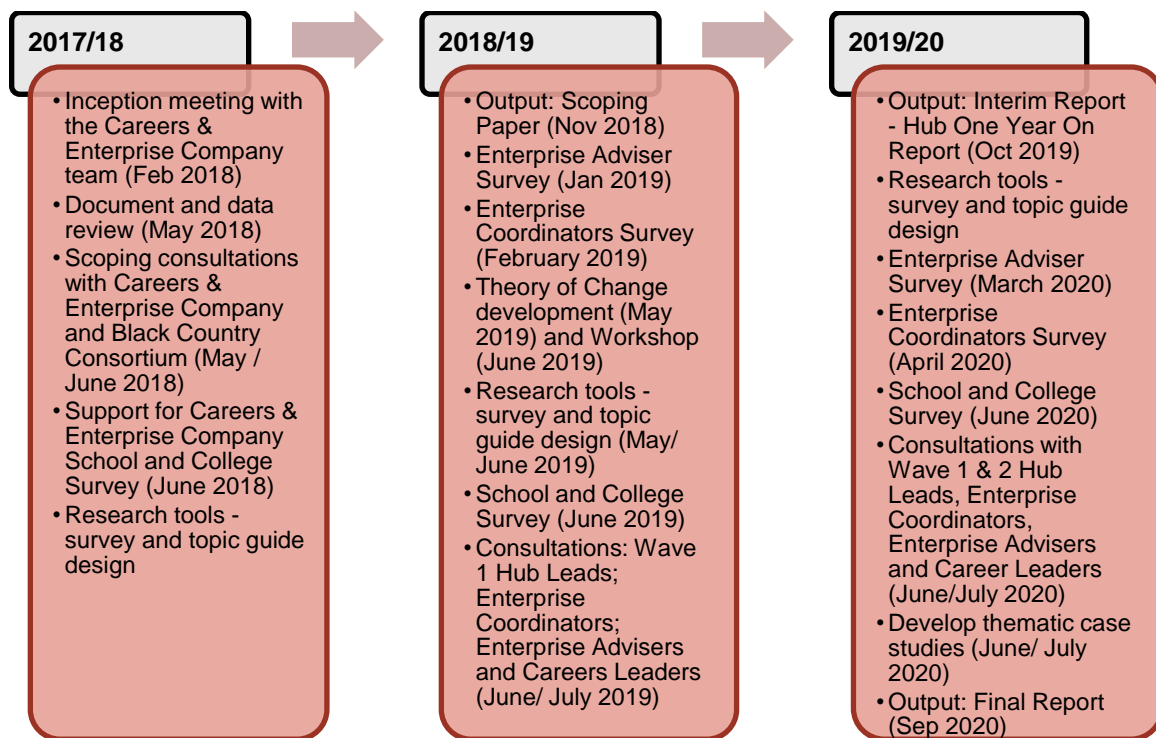 2017/18
• Inception meeting with
the Careers &
Enterprise Company
team (Feb 2018)
• Document and data
review (May 2018)
• Scoping consultations
with Careers &
Enterprise Company
and Black Country
Consortium (May /
June 2018)
• Support for Careers &
Enterprise Company
School and College
Survey (June 2018)
• Research tools -
survey and topic guide
design
2018/19
• Output: Scoping
Paper (Nov 2018)
• Enterprise Adviser
Survey (Jan 2019)
• Enterprise
Coordinators Survey
(February 2019)
• Theory of Change
development (May
2019) and Workshop
(June 2019)
• Research tools -
survey and topic
guide design (May/
June 2019)
• School and College
Survey (June 2019)
• Consultations: Wave
1 Hub Leads;
Enterprise
Coordinators;
Enterprise Advisers
and Careers Leaders
(June/ July 2019)
2019/20
• Output: Interim Report
- Hub One Year On
Report (Oct 2019)
• Research tools -
survey and topic guide
design
• Enterprise Adviser
Survey (March 2020)
• Enterprise
Coordinators Survey
(April 2020)
• School and College
Survey (June 2020)
• Consultations with
Wave 1 & 2 Hub
Leads, Enterprise
Coordinators,
Enterprise Advisers
and Career Leaders
(June/July 2020)
• Develop thematic case
studies (June/ July
2020)
• Output: Final Report
(Sep 2020)